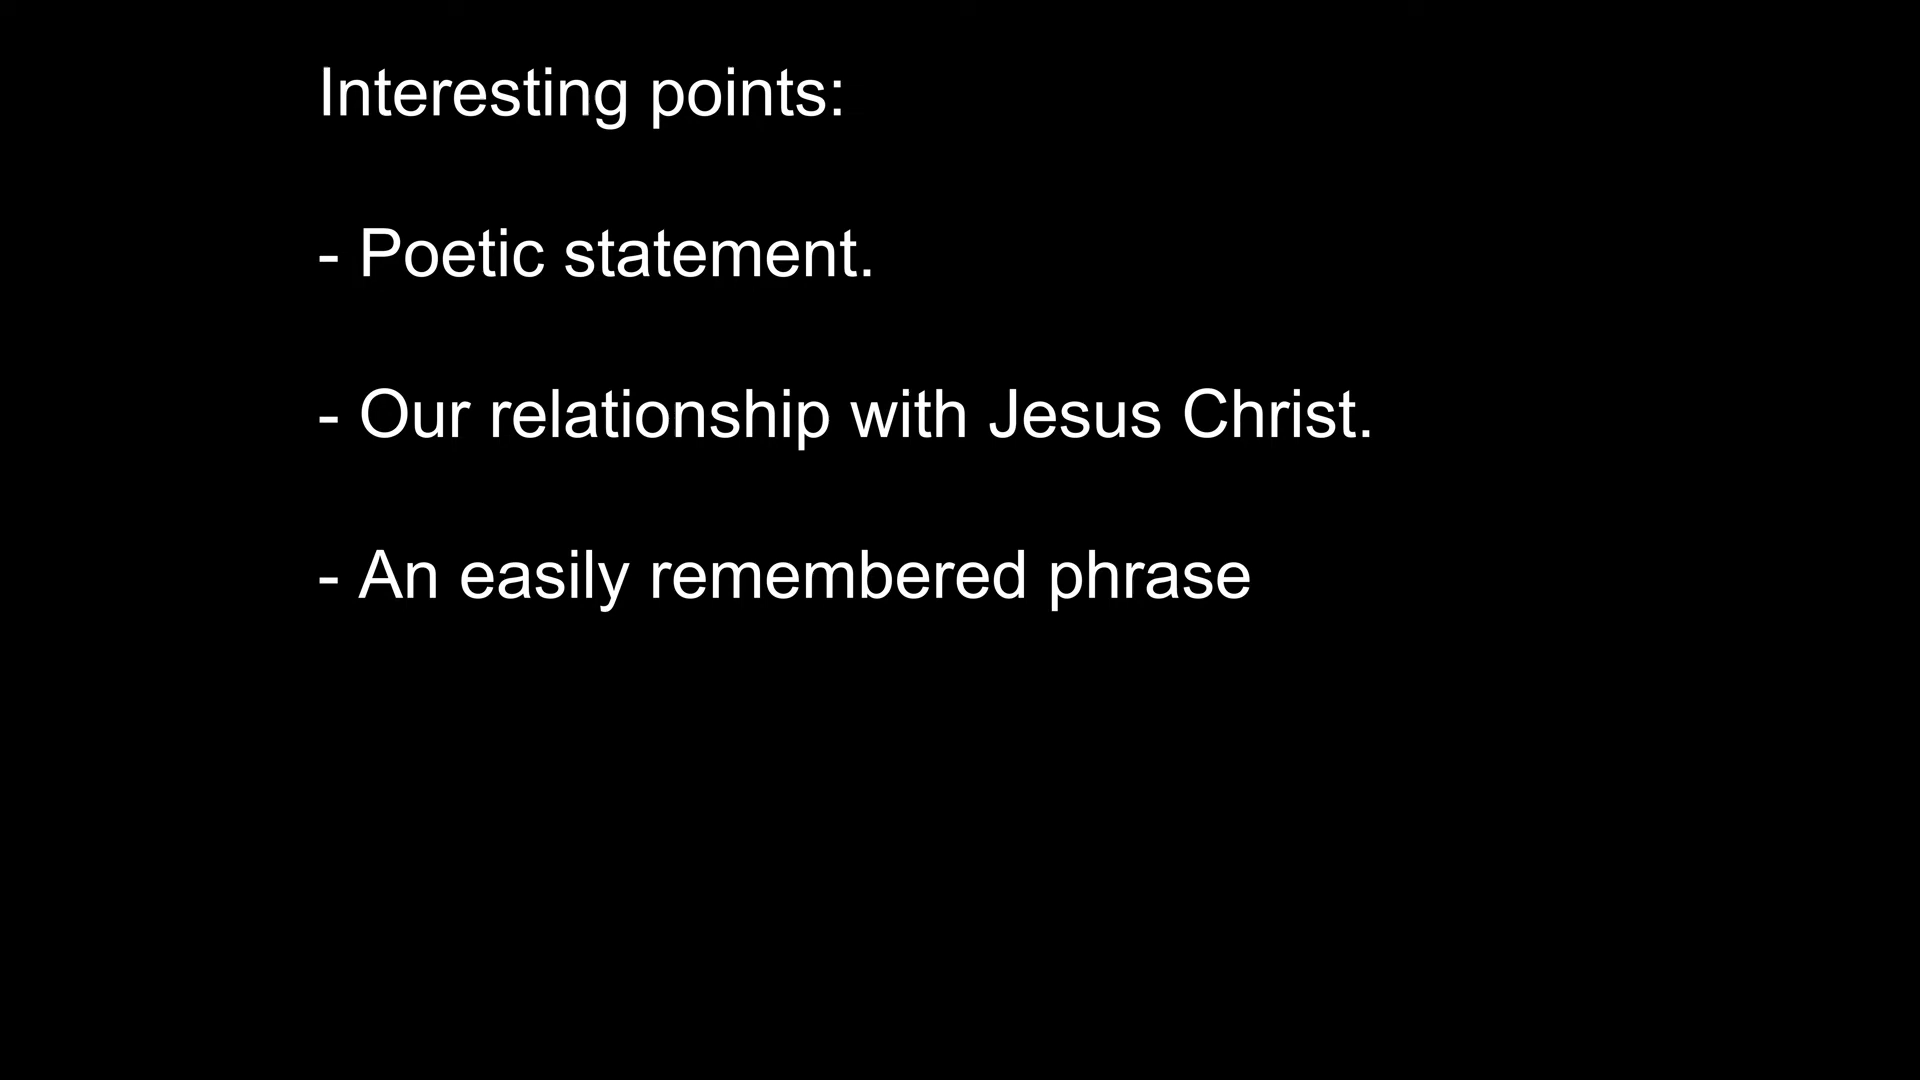 Interesting points:
- Poetic statement.
- Our relationship with Jesus Christ.
- An easily remembered phrase